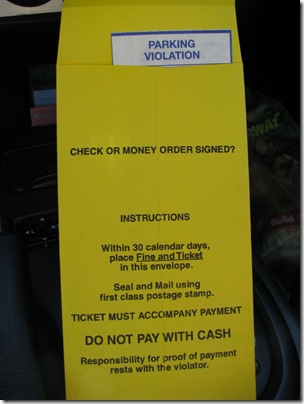 PARKING
VIOLATION
CHECK OR MONEY ORDER SIGNED?
INSTRUCTIONS
Within 30 calendar days,
place Fine and Ticket
in this envelope.
Seal and Mail using
first class postage stamp.
TICKET MUST ACCOMPANY PAYMENT
DO NOT PAY WITH CASH
Responsibility for proof of payment
rests with the violator.